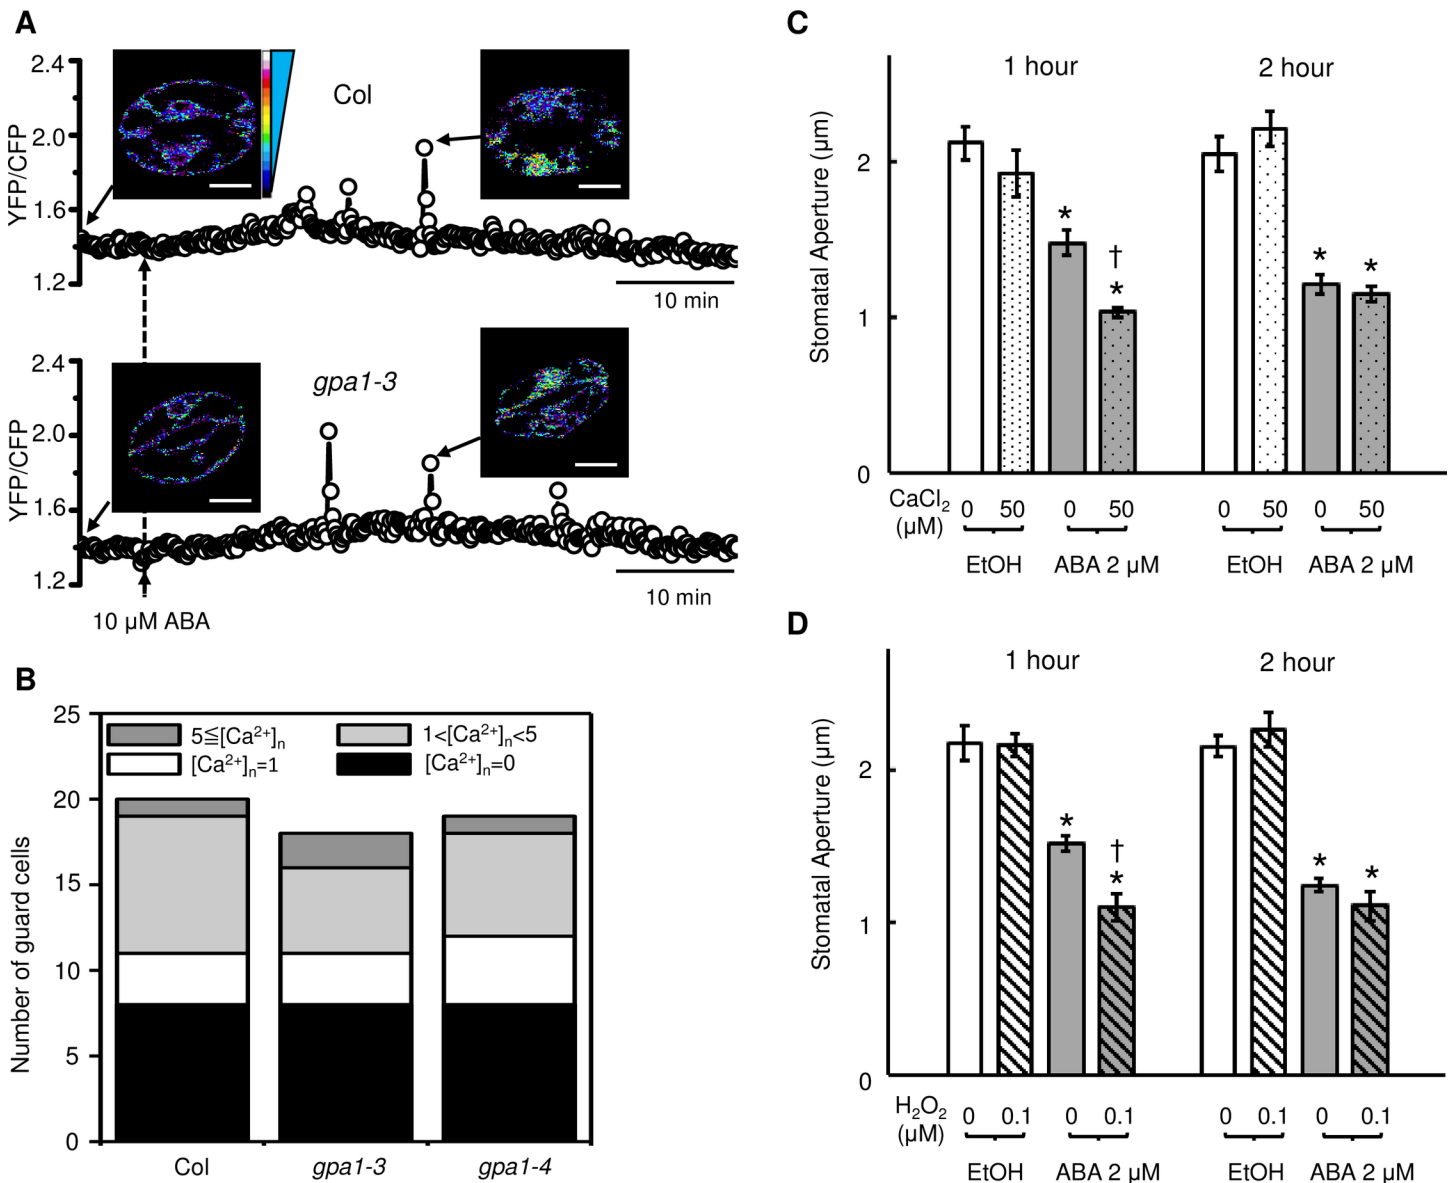 A
2.4
2.0
1.6
1.2
YFP/CFP
Col
10 min
2.4
2.0
1.6
1.2
YFP/CFP
gpa1-3
10 min
10 µM ABA
B
25
20
15
10
5
0
Number of guard cells
5≦[Ca²⁺]ₙ
1<[Ca²⁺]ₙ<5
[Ca²⁺]ₙ=1
[Ca²⁺]ₙ=0
Col gpa1-3 gpa1-4
C
1 hour 2 hour
Stomatal Aperture (µm)
2
1
0
*
†
*
*
*
CaCl₂
(µM)
0 50 0 50 0 50 0 50
EtOH ABA 2 µM EtOH ABA 2 µM
D
1 hour 2 hour
Stomatal Aperture (µm)
2
1
0
*
†
*
*
*
H₂O₂
(µM)
0 0.1 0 0.1 0 0.1 0 0.1
EtOH ABA 2 µM EtOH ABA 2 µM